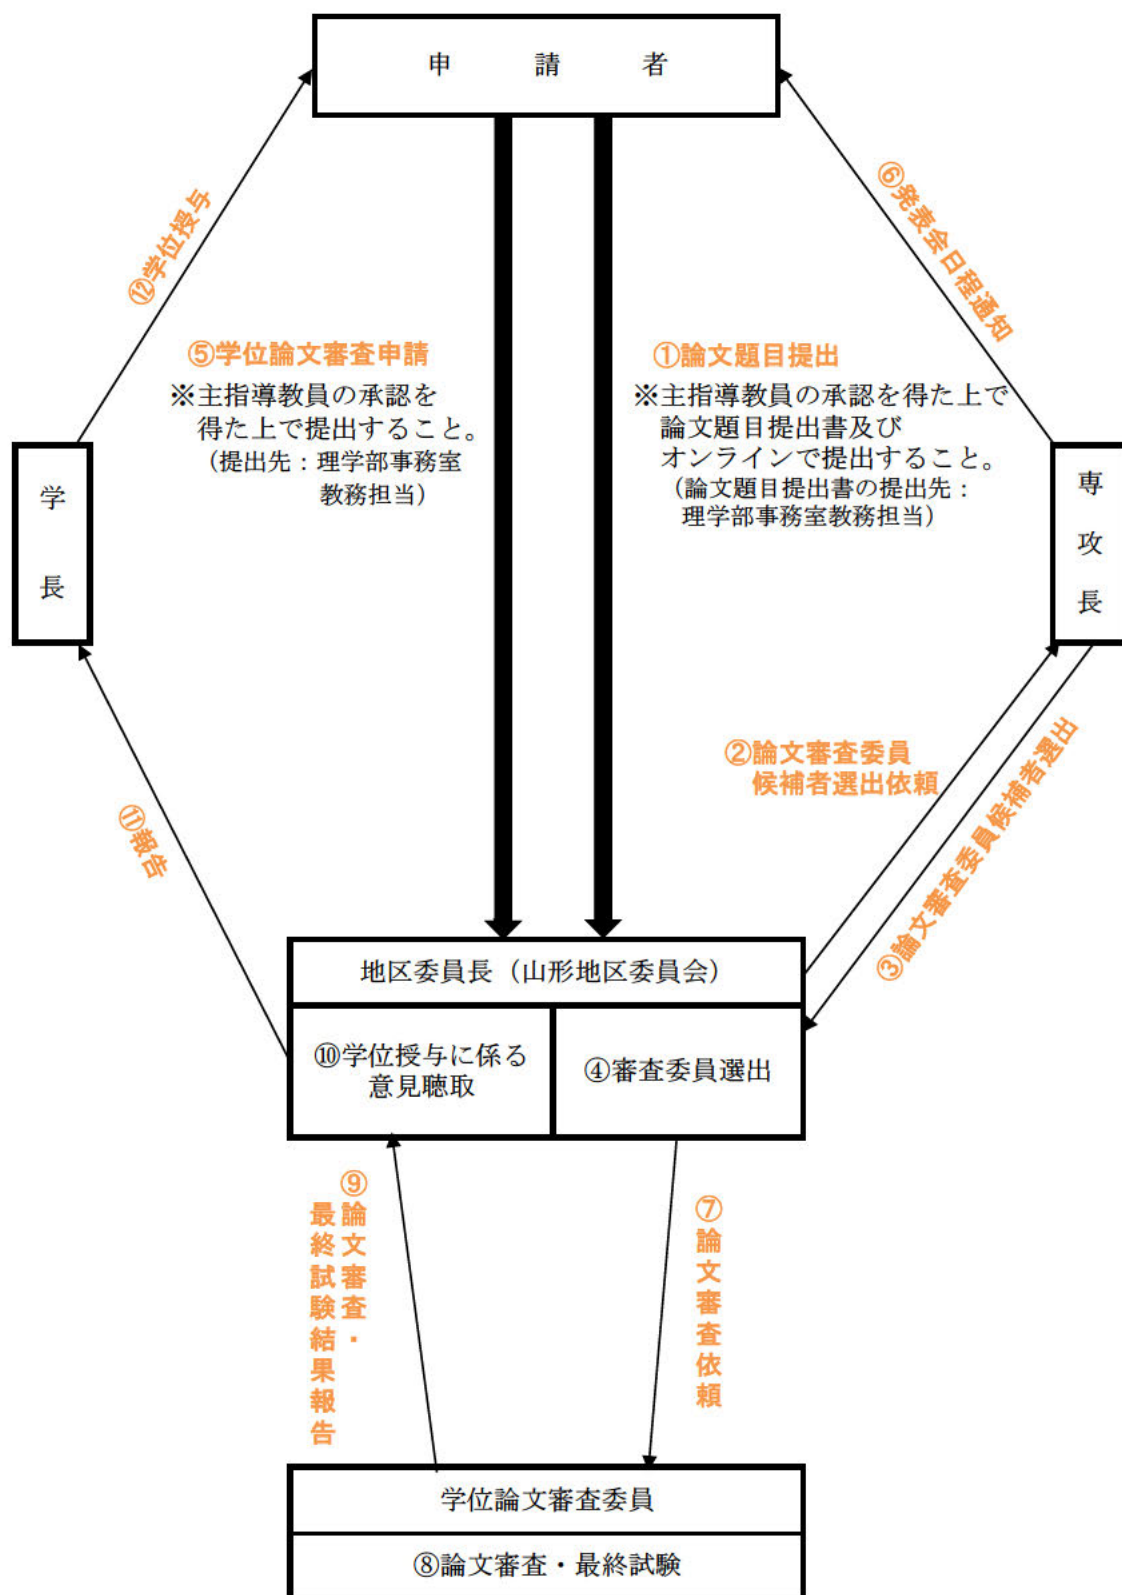 申請者
⑫学位授与
⑥発表会日程通知
⑤学位論文審査申請
※主指導教員の承認を
得た上で提出すること。
（提出先：理学部事務室
教務担当）
①論文題目提出
※主指導教員の承認を得た上で
論文題目提出書及び
オンラインで提出すること。
（論文題目提出書の提出先：
理学部事務室教務担当）
学長
専攻長
②論文審査委員
候補者選出依頼
③論文審査委員候補者選出
⑪報告
地区委員長（山形地区委員会）
⑩学位授与に係る
意見聴取
④審査委員選出
⑨論文審査・
最終試験結果報告
⑦論文審査依頼
学位論文審査委員
⑧論文審査・最終試験